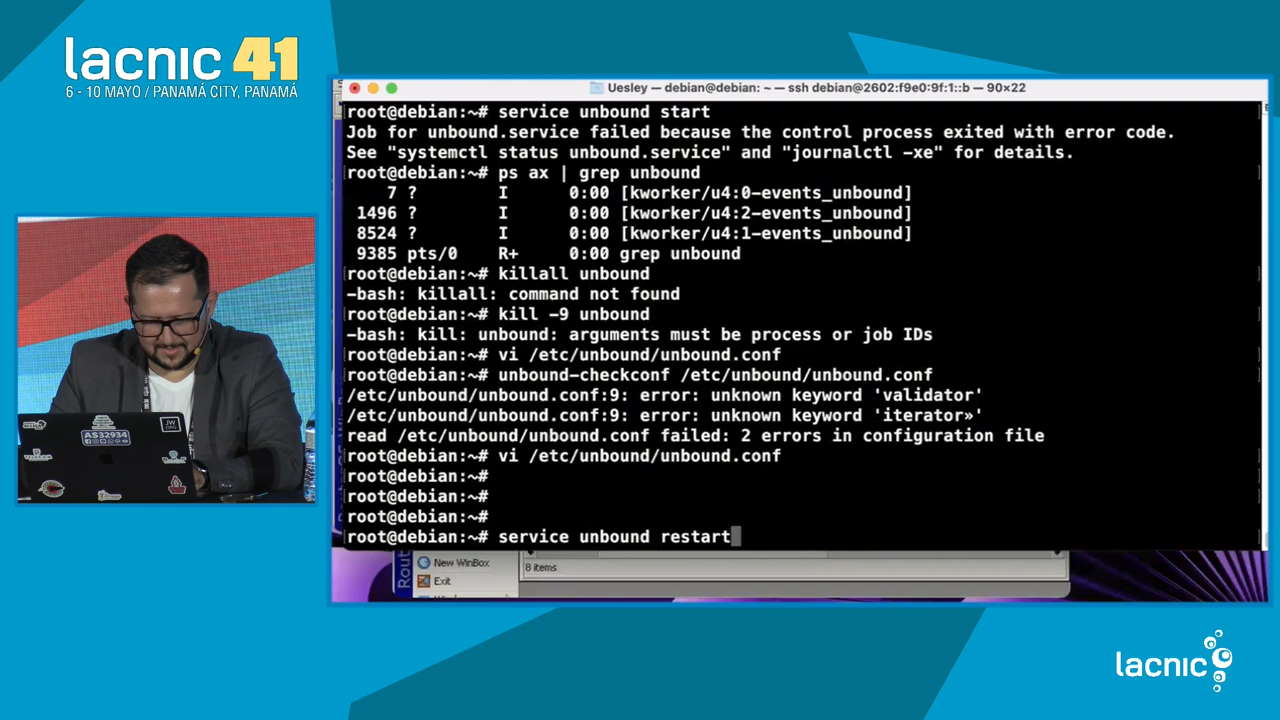 lacnic 41
6 - 10 MAYO / PANAMÁ CITY, PANAMÁ
Uesley — debian@debian: ~ — ssh debian@2602:f9e0:9f:1::b — 90×22
root@debian:~# service unbound start
Job for unbound.service failed because the control process exited with error code.
See "systemctl status unbound.service" and "journalctl -xe" for details.
root@debian:~# ps ax | grep unbound
7 ? I 0:00 [kworker/u4:0-events_unbound]
1496 ? I 0:00 [kworker/u4:2-events_unbound]
8524 ? I 0:00 [kworker/u4:1-events_unbound]
9385 pts/0 R+ 0:00 grep unbound
root@debian:~# killall unbound
-bash: killall: command not found
root@debian:~# kill -9 unbound
-bash: kill: unbound: arguments must be process or job IDs
root@debian:~# vi /etc/unbound/unbound.conf
root@debian:~# unbound-checkconf /etc/unbound/unbound.conf
/etc/unbound/unbound.conf:9: error: unknown keyword 'validator'
/etc/unbound/unbound.conf:9: error: unknown keyword 'iterator»'
read /etc/unbound/unbound.conf failed: 2 errors in configuration file
root@debian:~# vi /etc/unbound/unbound.conf
root@debian:~#
root@debian:~#
root@debian:~#
root@debian:~# service unbound restart
Rout
New WinBox
Exit
8 items
AS32934
JW
lacnic